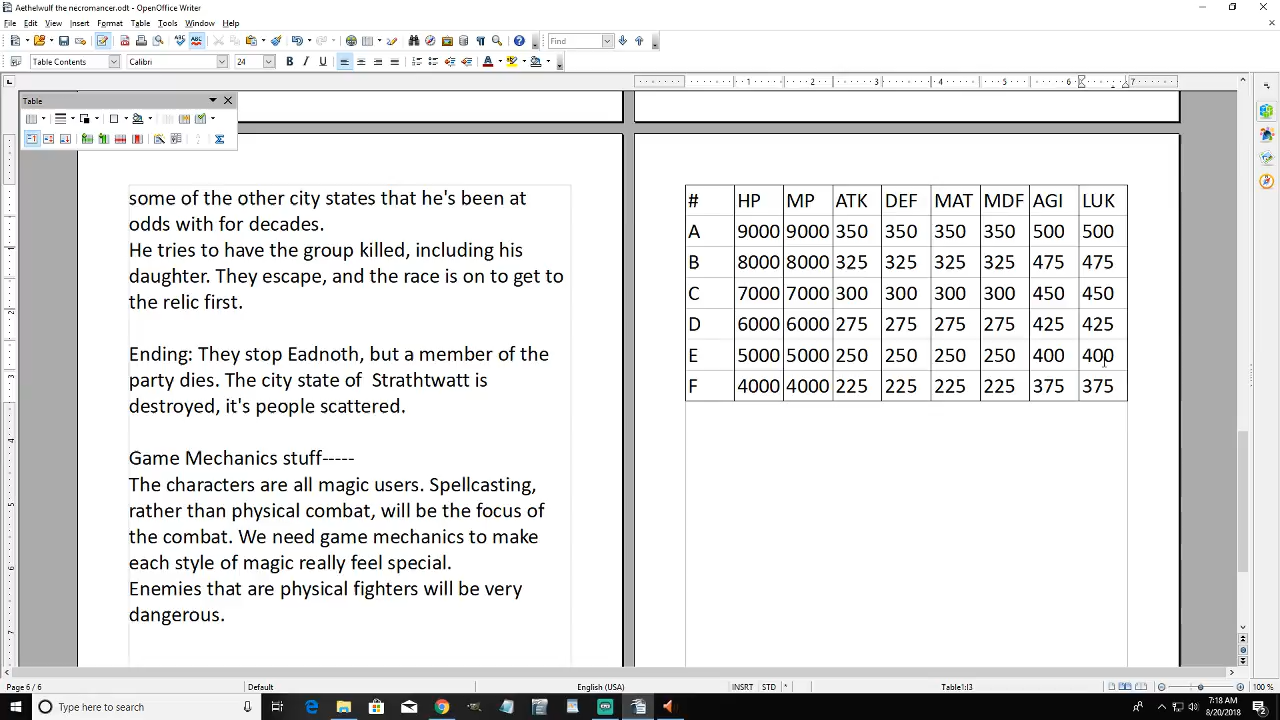 Aethelwulf the necromancer.odt - OpenOffice Writer
File Edit View Insert Format Table Tools Window Help
Find
Table Contents Calibri 24
1 2 3 4 5 6 7
Table
some of the other city states that he's been at
odds with for decades.
He tries to have the group killed, including his
daughter. They escape, and the race is on to get to
the relic first.
Ending: They stop Eadnoth, but a member of the
party dies. The city state of  Strathtwatt is
destroyed, it's people scattered.
Game Mechanics stuff-----
The characters are all magic users. Spellcasting,
rather than physical combat, will be the focus of
the combat. We need game mechanics to make
each style of magic really feel special.
Enemies that are physical fighters will be very
dangerous.
# HP MP ATK DEF MAT MDF AGI LUK
A 9000 9000 350 350 350 350 500 500
B 8000 8000 325 325 325 325 475 475
C 7000 7000 300 300 300 300 450 450
D 6000 6000 275 275 275 275 425 425
E 5000 5000 250 250 250 250 400 400
F 4000 4000 225 225 225 225 375 375
Page 6 / 6 Default English (USA) INSRT STD * Table1:I3 100 %
Type here to search
7:18 AM
8/20/2018